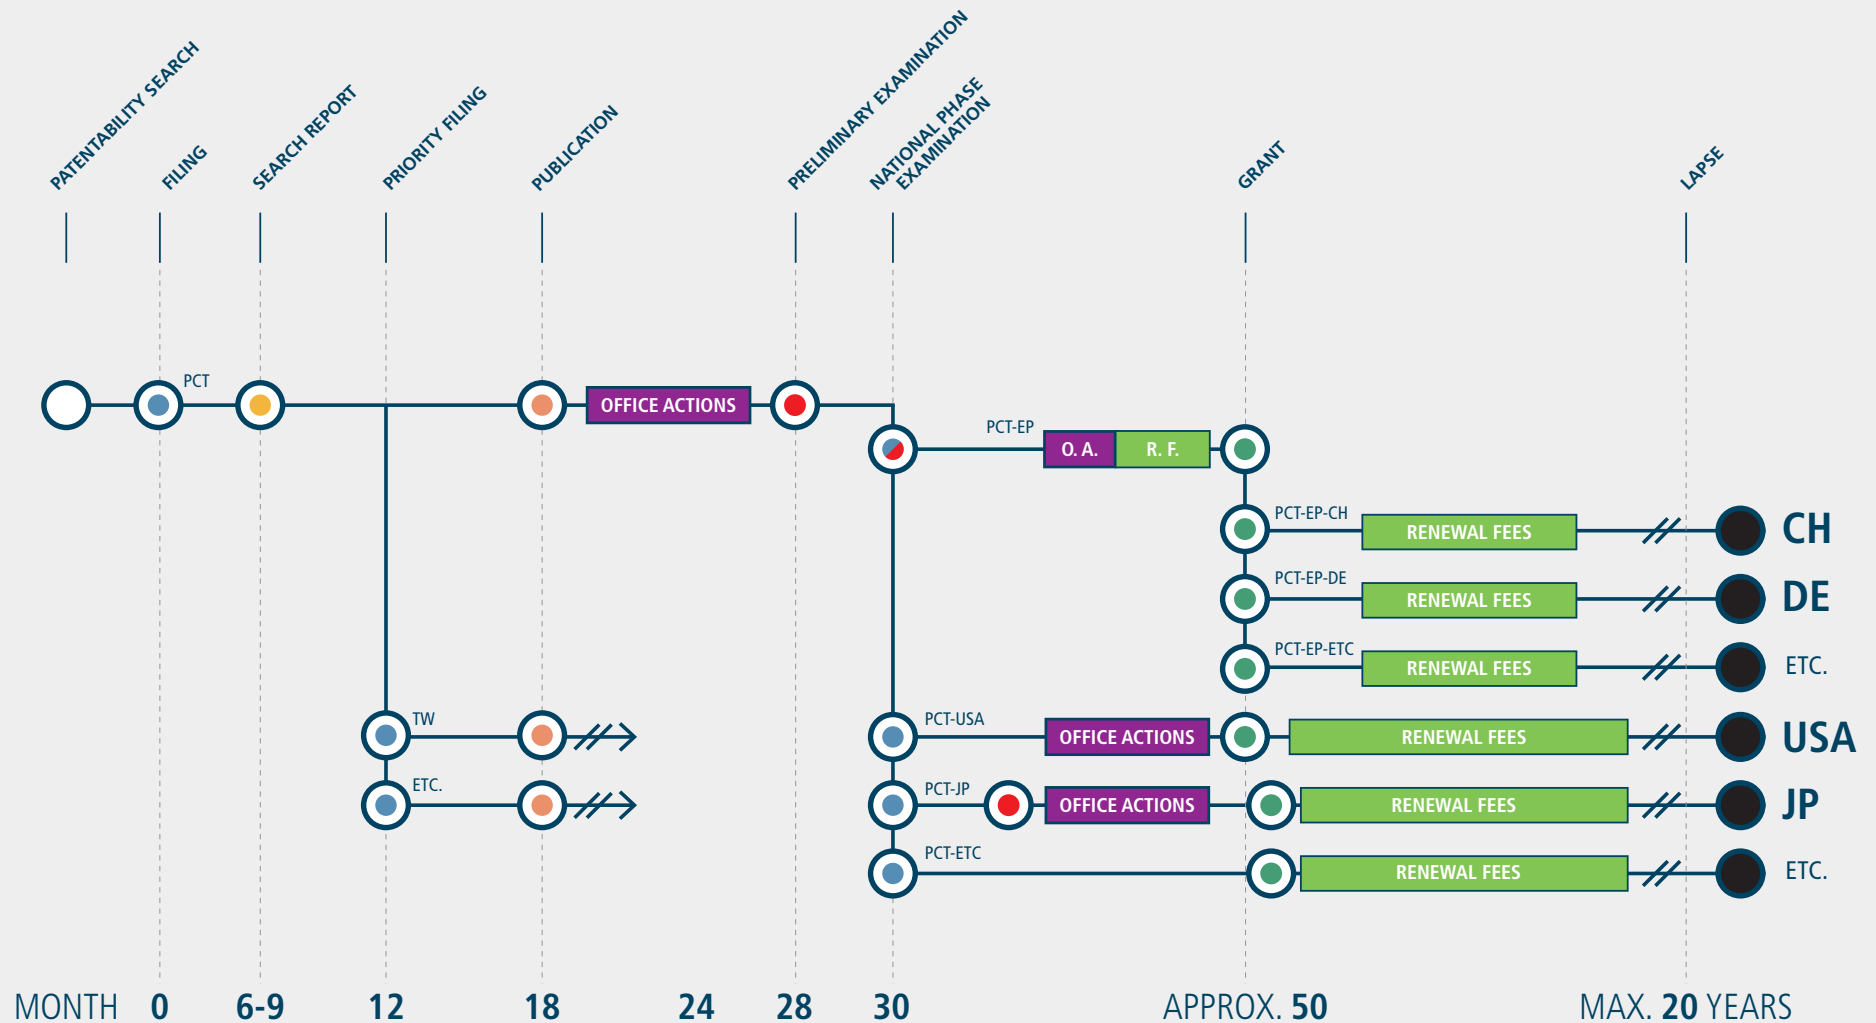 PATENTABILITY SEARCH
FILING
SEARCH REPORT
PRIORITY FILING
PUBLICATION
PRELIMINARY EXAMINATION
NATIONAL PHASE
EXAMINATION
GRANT
LAPSE
PCT
OFFICE ACTIONS
PCT-EP
O. A.
R. F.
PCT-EP-CH
RENEWAL FEES
CH
PCT-EP-DE
RENEWAL FEES
DE
PCT-EP-ETC
RENEWAL FEES
ETC.
TW
PCT-USA
OFFICE ACTIONS
RENEWAL FEES
USA
ETC.
PCT-JP
OFFICE ACTIONS
RENEWAL FEES
JP
PCT-ETC
RENEWAL FEES
ETC.
MONTH 0 6-9 12 18 24 28 30 APPROX. 50 MAX. 20 YEARS